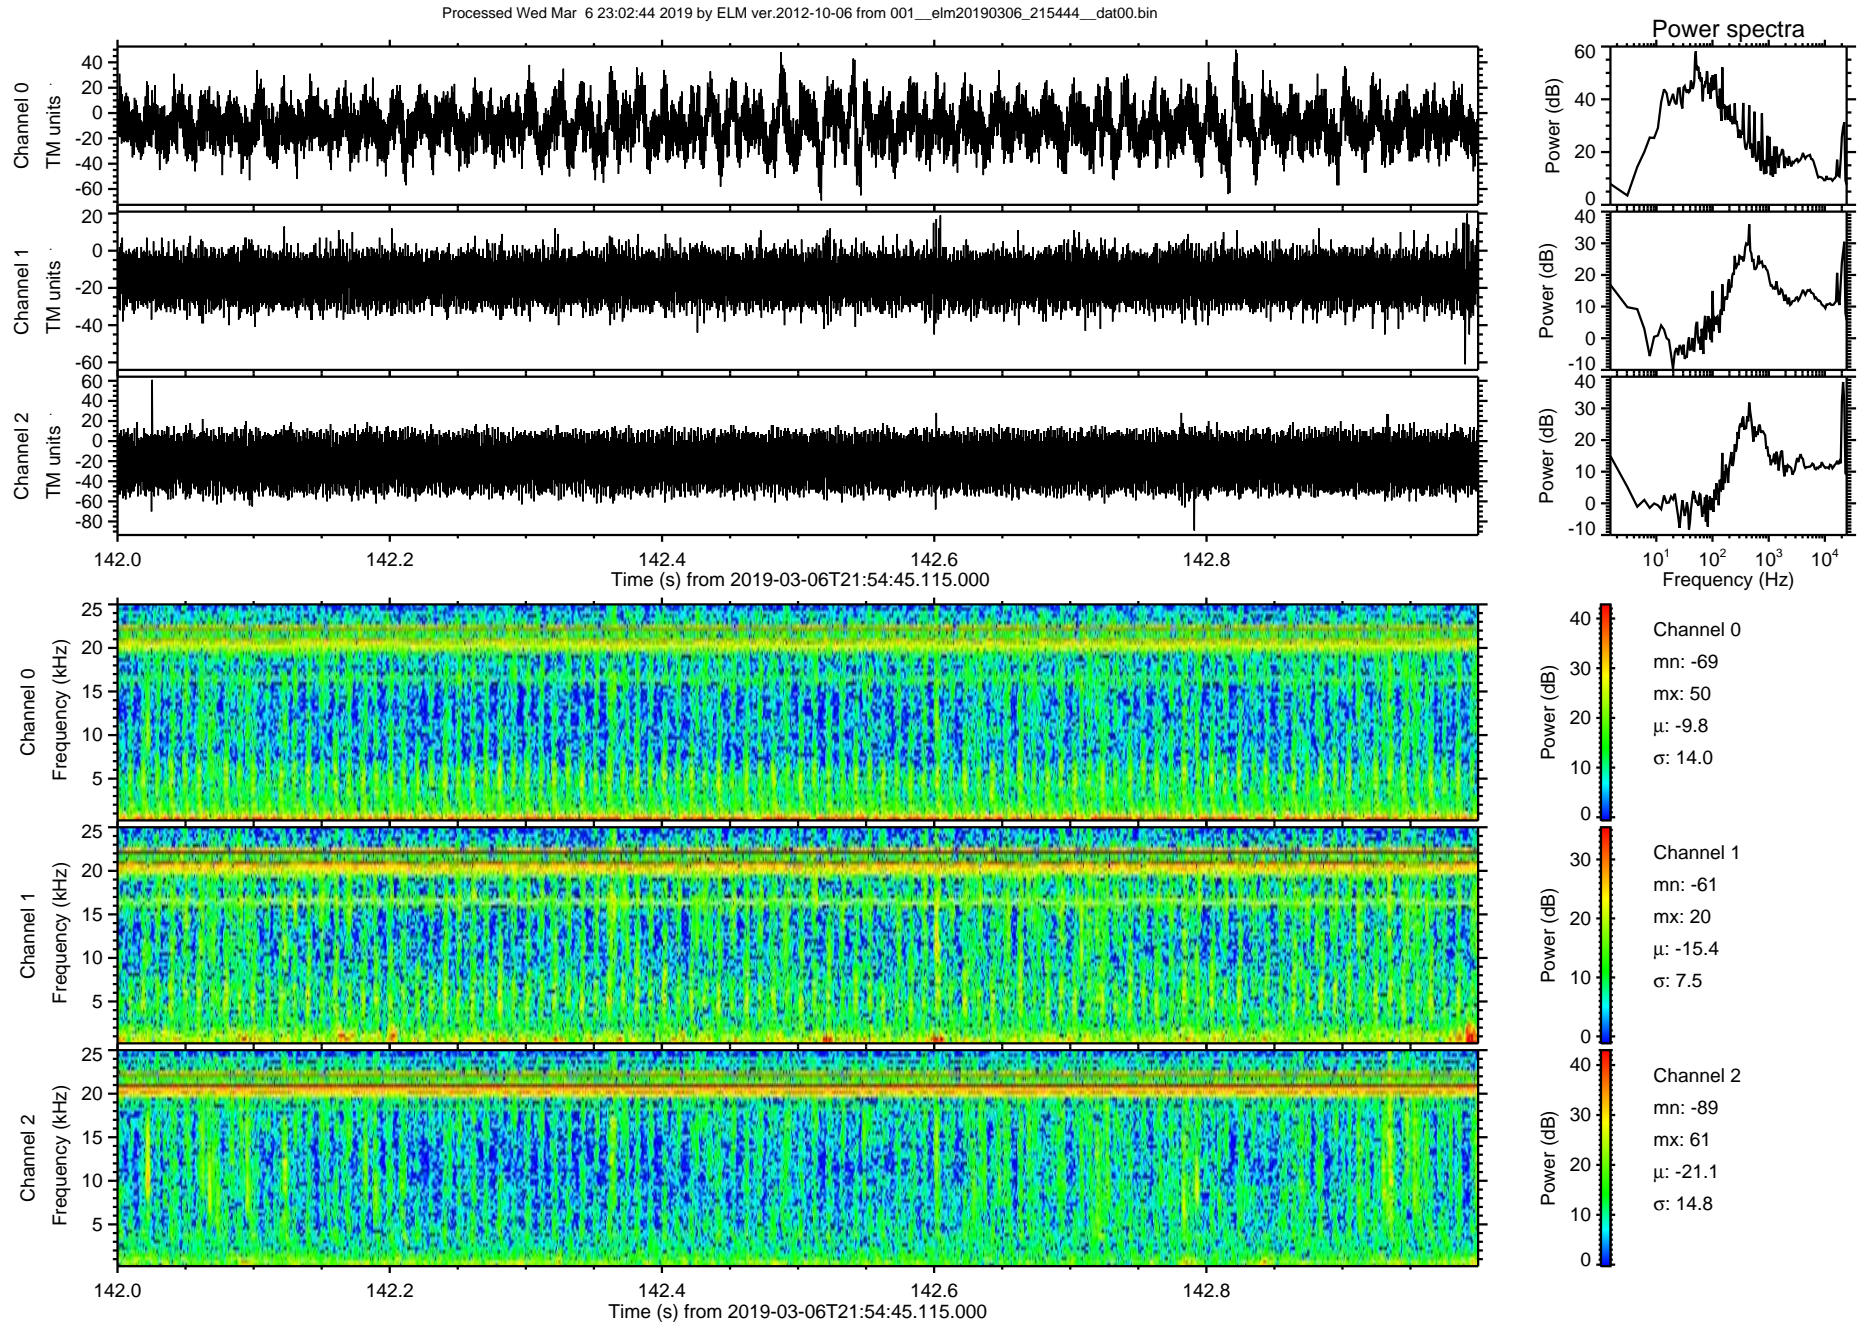 Processed Wed Mar 6 23:02:44 2019 by ELM ver.2012-10-06 from 001__elm20190306_215444__dat00.bin
Power spectra
Channel 0
TM units
40
20
0
-20
-40
-60
Power (dB)
60
40
20
0
Channel 1
TM units
20
0
-20
-40
-60
Power (dB)
40
30
20
10
0
-10
Channel 2
TM units
60
40
20
0
-20
-40
-60
-80
Power (dB)
40
30
20
10
0
-10
142.0 142.2 142.4 142.6 142.8
Time (s) from 2019-03-06T21:54:45.115.000
10¹ 10² 10³ 10⁴
Frequency (Hz)
Channel 0
Frequency (kHz)
25
20
15
10
5
Power (dB)
40
30
20
10
0
Channel 0
mn: -69
mx: 50
μ: -9.8
σ: 14.0
Channel 1
Frequency (kHz)
25
20
15
10
5
Power (dB)
30
20
10
0
Channel 1
mn: -61
mx: 20
μ: -15.4
σ: 7.5
Channel 2
Frequency (kHz)
25
20
15
10
5
Power (dB)
40
30
20
10
0
Channel 2
mn: -89
mx: 61
μ: -21.1
σ: 14.8
142.0 142.2 142.4 142.6 142.8
Time (s) from 2019-03-06T21:54:45.115.000